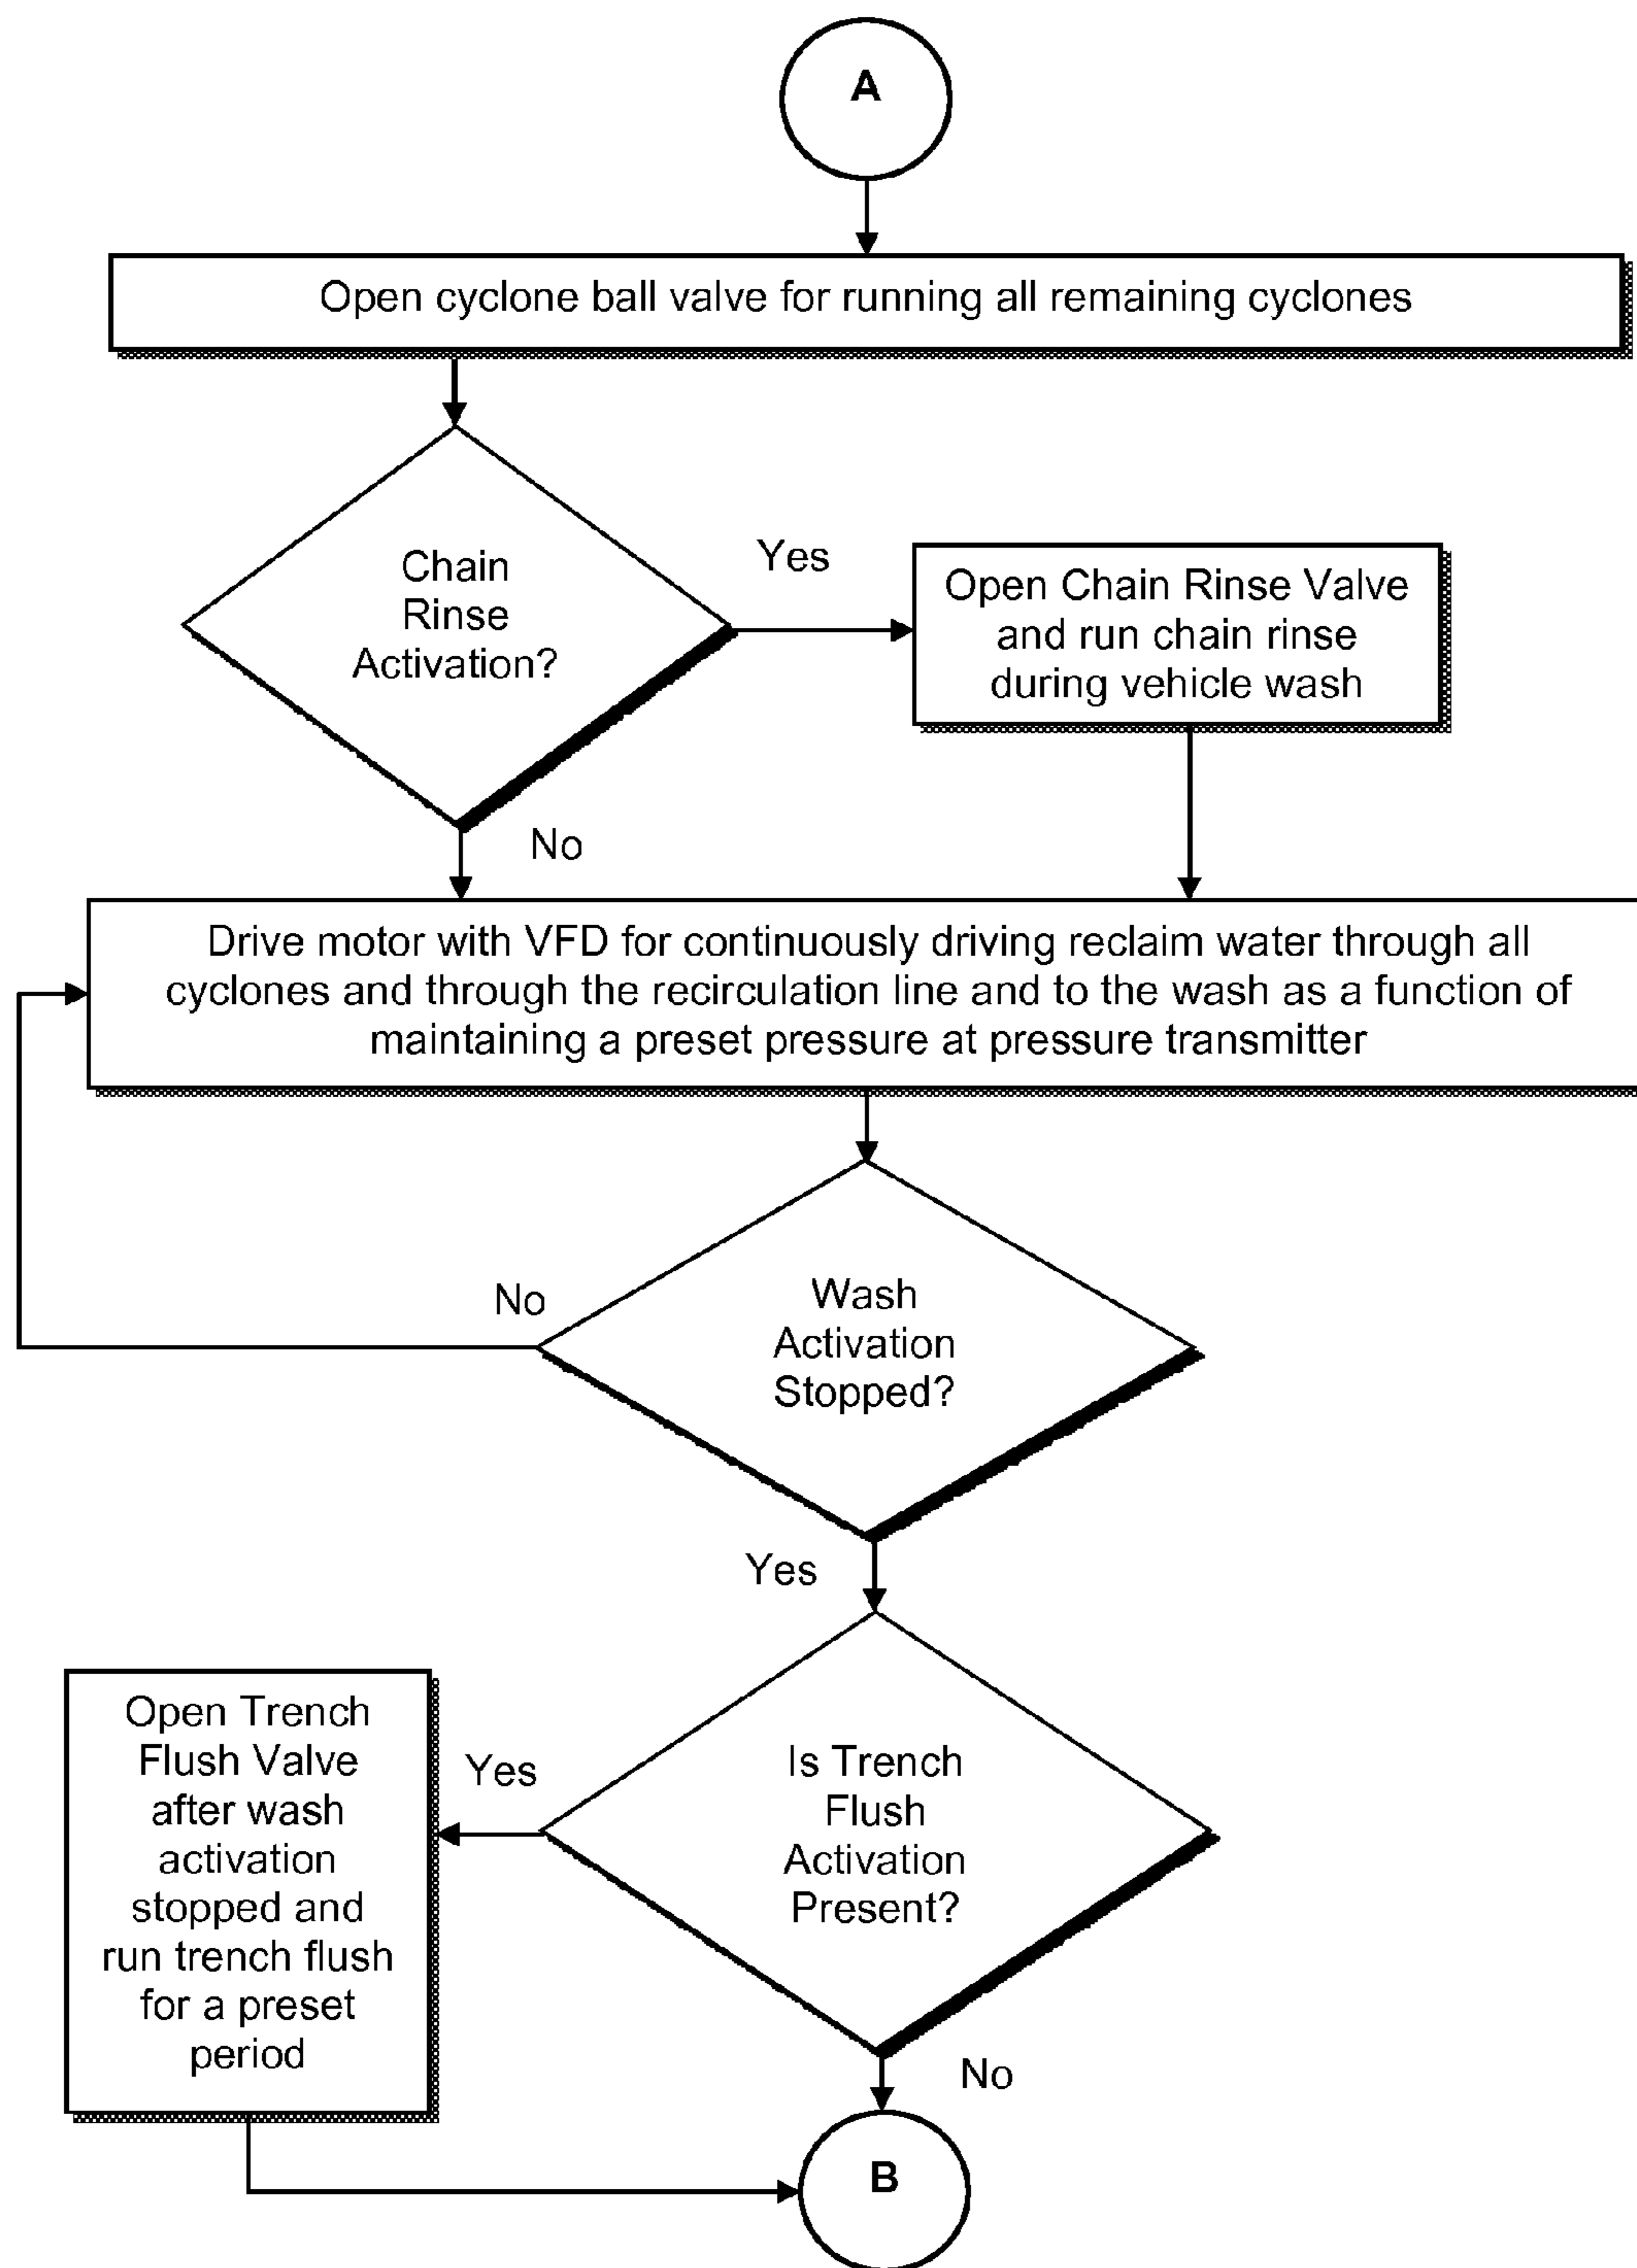 A
Open cyclone ball valve for running all remaining cyclones
Chain
Rinse
Activation?
Yes
Open Chain Rinse Valve
and run chain rinse
during vehicle wash
No
Drive motor with VFD for continuously driving reclaim water through all
cyclones and through the recirculation line and to the wash as a function of
maintaining a preset pressure at pressure transmitter
No
Wash
Activation
Stopped?
Yes
Is Trench
Flush
Activation
Present?
Yes
Open Trench
Flush Valve
after wash
activation
stopped and
run trench flush
for a preset
period
No
B